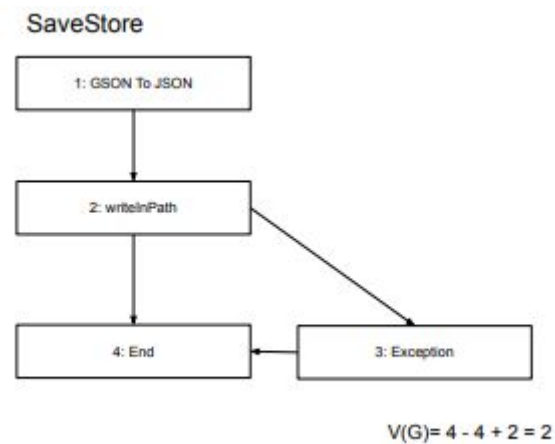 SaveStore
1: GSON To JSON
2: writeInPath
4: End
3: Exception
V(G)= 4 - 4 + 2 = 2